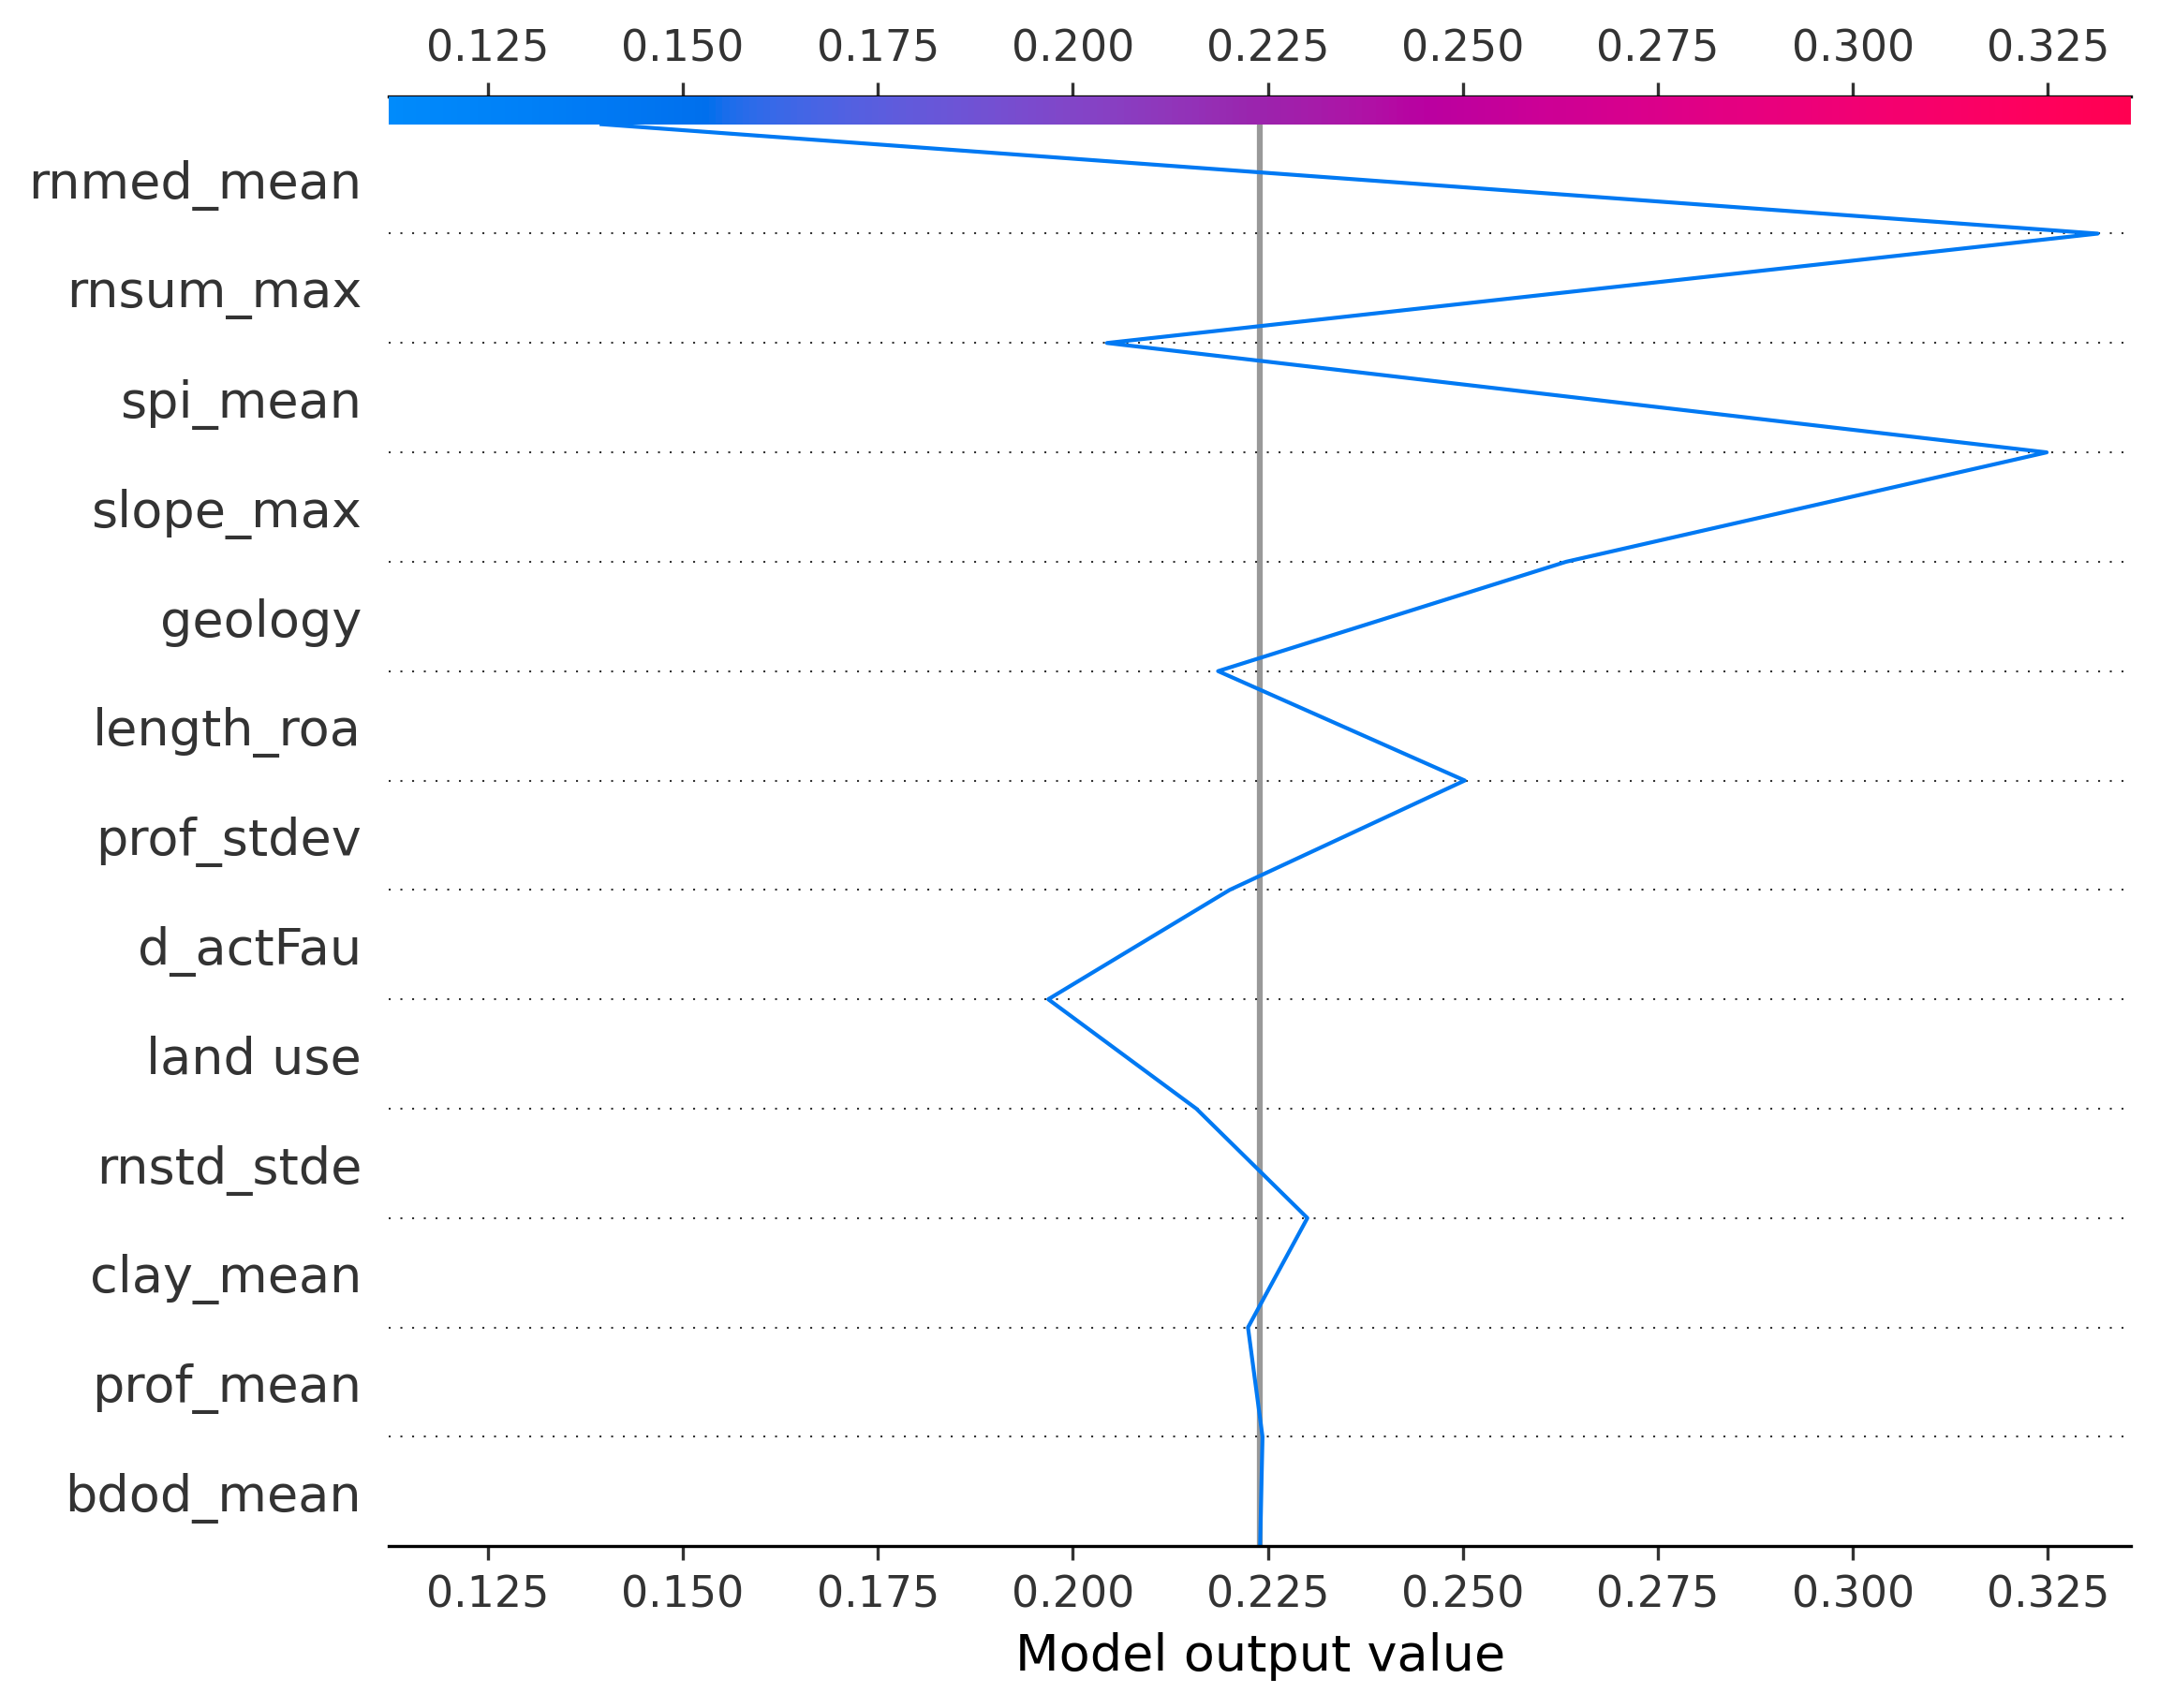 0.125 0.150 0.175 0.200 0.225 0.250 0.275 0.300 0.325
rnmed_mean
rnsum_max
spi_mean
slope_max
geology
length_roa
prof_stdev
d_actFau
land use
rnstd_stde
clay_mean
prof_mean
bdod_mean
0.125 0.150 0.175 0.200 0.225 0.250 0.275 0.300 0.325
Model output value